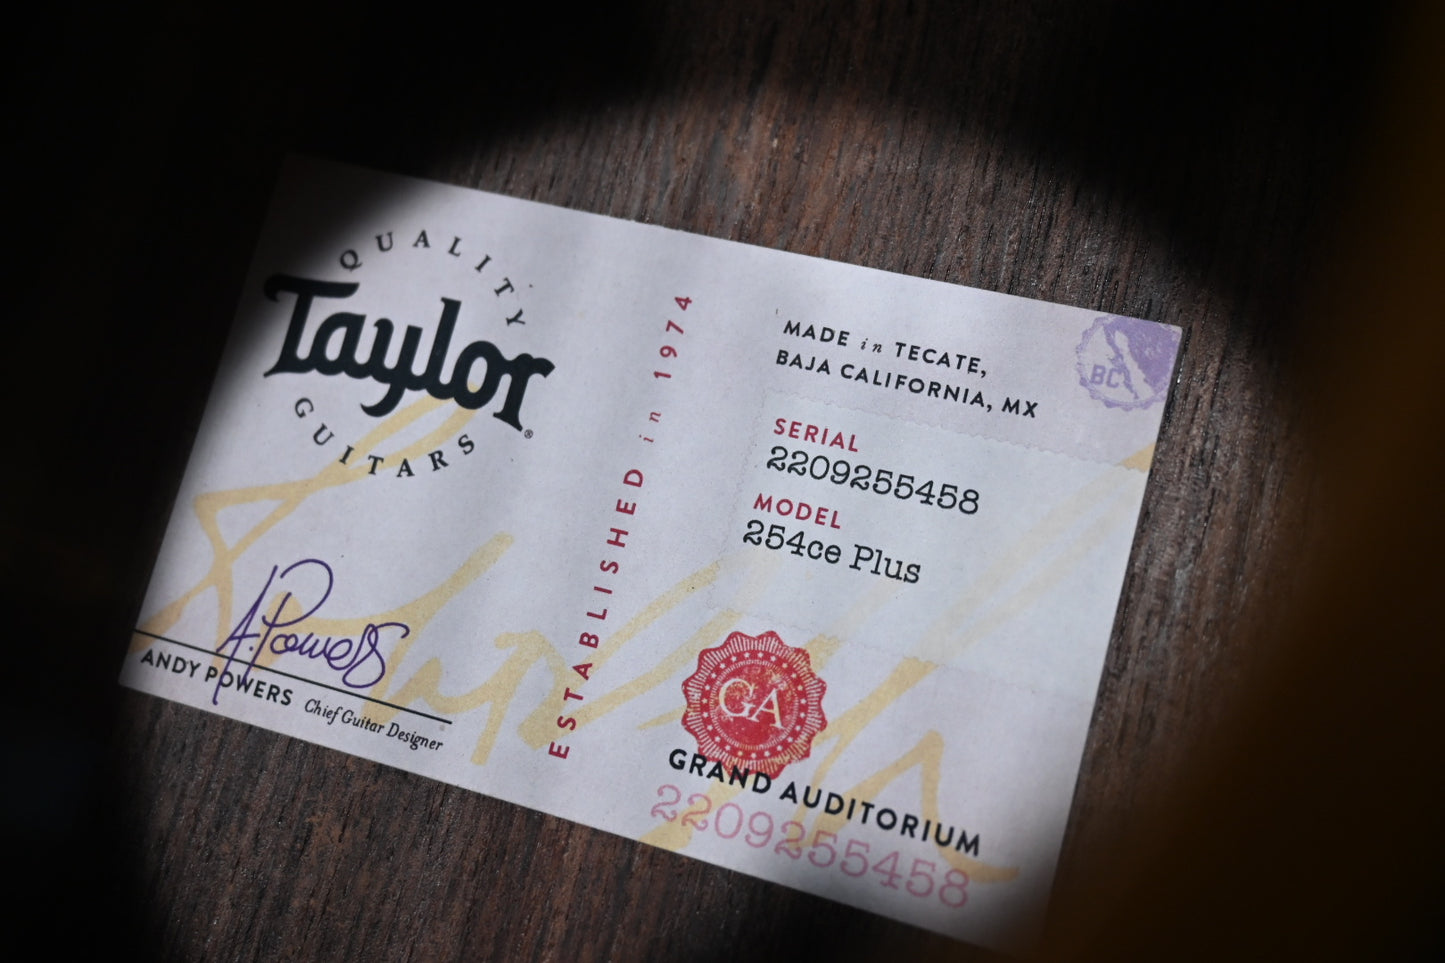 QUALITY
Taylor®
GUITARS
A. Powers
ANDY POWERS Chief Guitar Designer
ESTABLISHED in 1974
MADE in TECATE,
BAJA CALIFORNIA, MX
BC
SERIAL
2209255458
MODEL
254ce Plus
GA
GRAND AUDITORIUM
2209255458